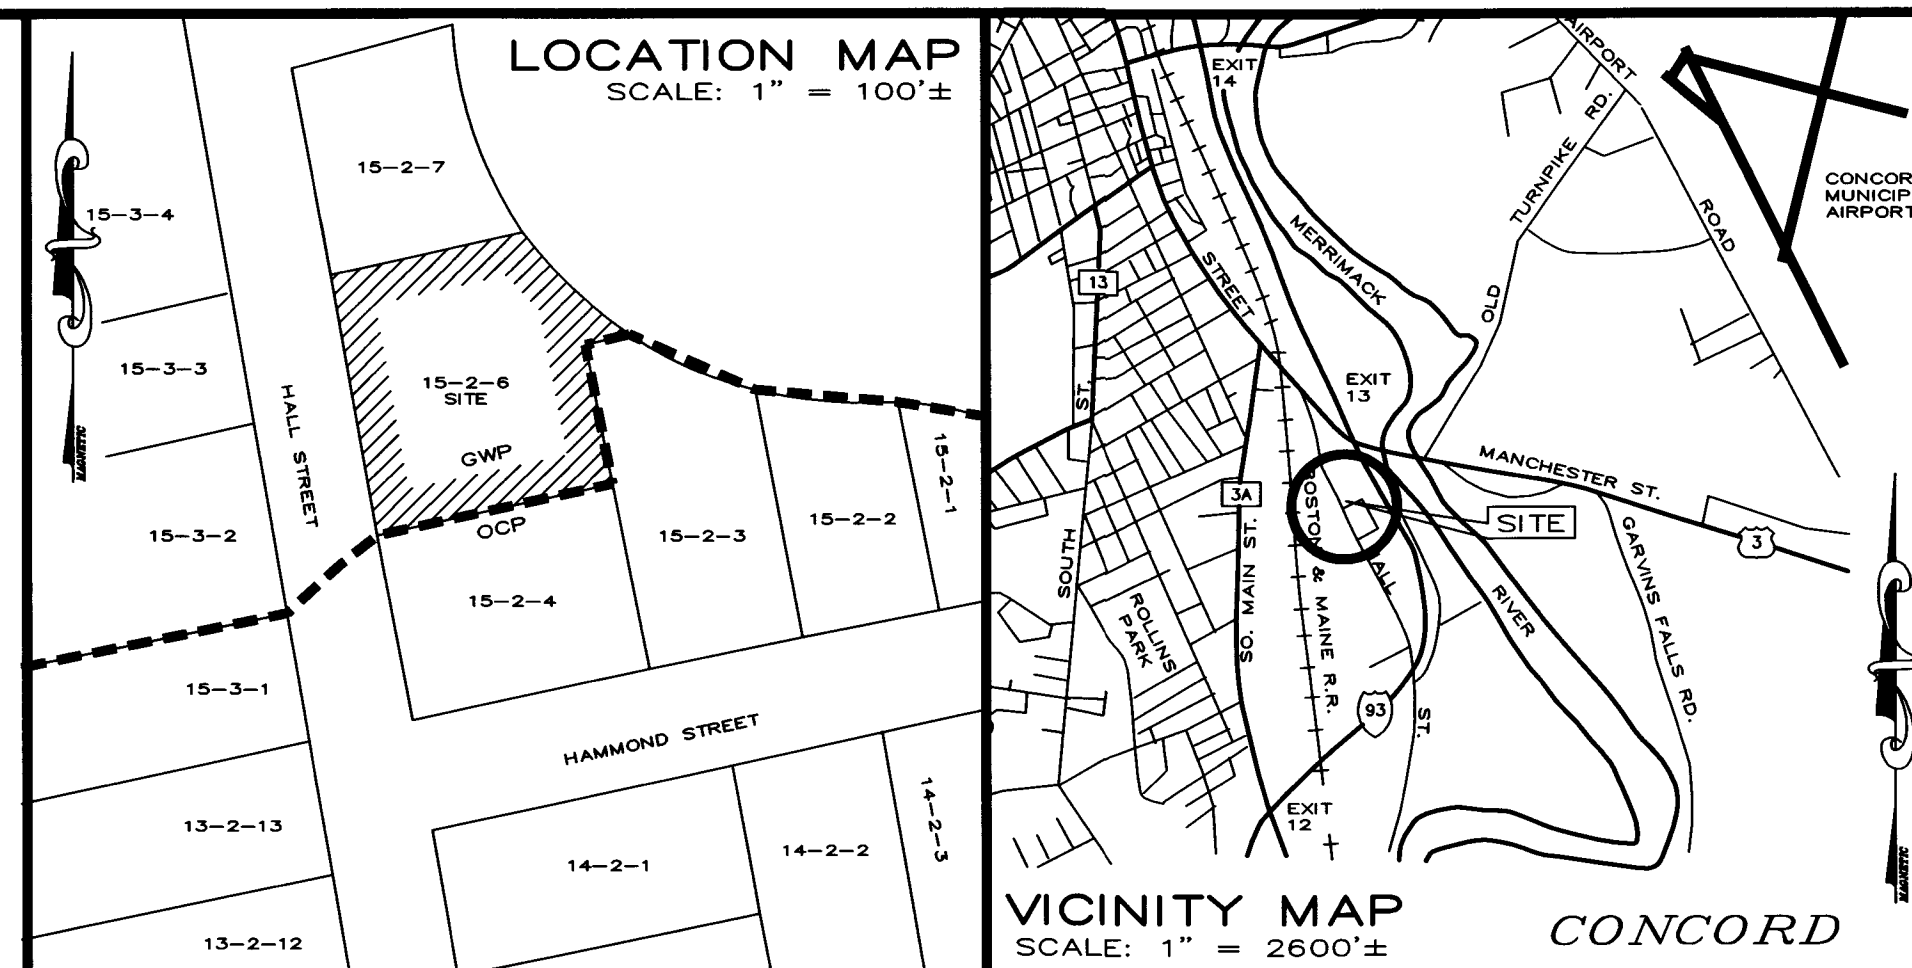 LOCATION MAP
SCALE: 1" = 100'±
15-2-7
15-3-4
15-3-3
15-2-6
SITE
GWP
OCP
HALL STREET
15-3-2
15-2-4
15-2-3
15-2-2
15-2-1
15-3-1
HAMMOND STREET
13-2-13
13-2-12
14-2-1
14-2-2
14-2-3
MAGNETIC
EXIT
14
AIRPORT
ROAD
OLD
TURNPIKE
RD.
CONCOR
MUNICIP
AIRPORT
MERRIMACK
RIVER
STREET
13
ST.
SOUTH
EXIT
13
MANCHESTER ST.
3A
SO. MAIN ST.
BOSTON & MAINE R.R.
SITE
3
GARVINS FALLS RD.
ALL
ST.
ROLLINS
PARK
93
EXIT
12
MAGNETIC
VICINITY MAP
SCALE: 1" = 2600'±
CONCORD